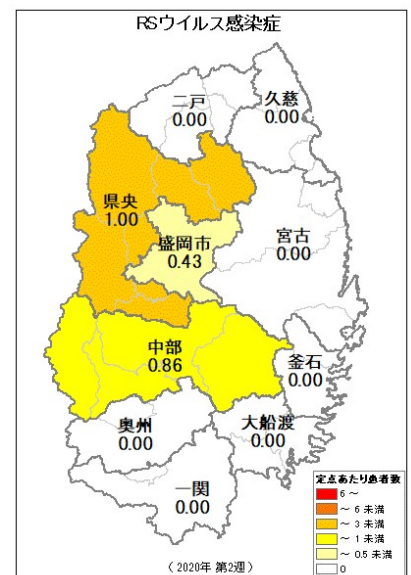 RSウイルス感染症
二戸
0.00
久慈
0.00
県央
1.00
盛岡市
0.43
宮古
0.00
中部
0.86
釜石
0.00
奥州
0.00
大船渡
0.00
一関
0.00
定点あたり患者数
6 ～
～ 6 未満
～ 3 未満
～ 1 未満
～ 0.5 未満
0
（ 2020年 第2週 ）